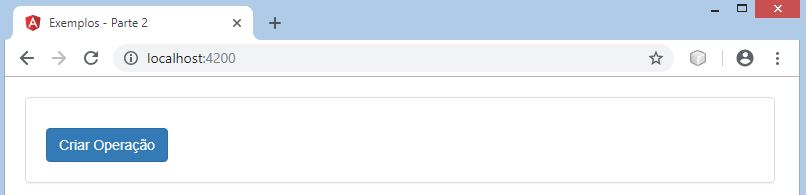 Exemplos - Parte 2
localhost:4200
Criar Operação